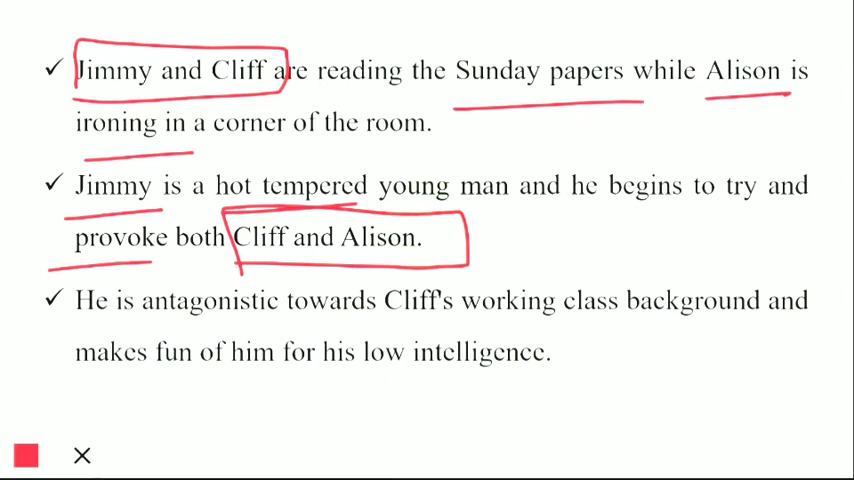 ✓ Jimmy and Cliff are reading the Sunday papers while Alison is
ironing in a corner of the room.
✓ Jimmy is a hot tempered young man and he begins to try and
provoke both Cliff and Alison.
✓ He is antagonistic towards Cliff's working class background and
makes fun of him for his low intelligence.